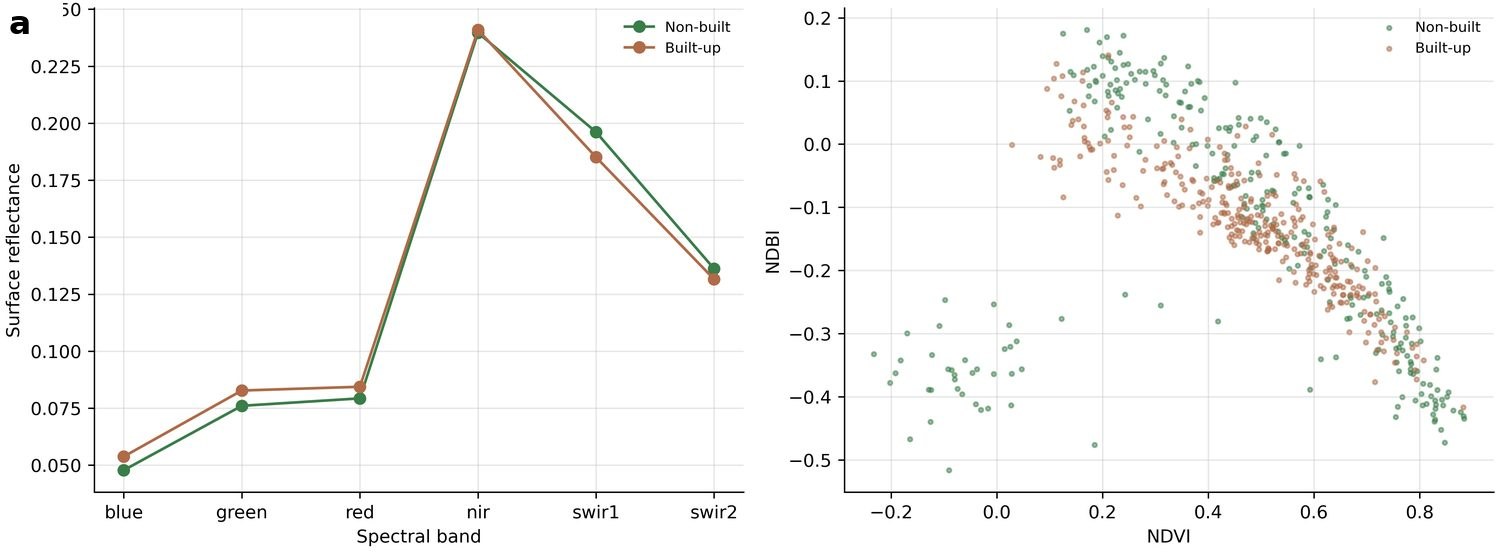 a
50
0.225
0.200
0.175
0.150
0.125
0.100
0.075
0.050
Surface reflectance
blue green red nir swir1 swir2
Spectral band
Non-built
Built-up
0.2
0.1
0.0
−0.1
−0.2
−0.3
−0.4
−0.5
NDBI
−0.2 0.0 0.2 0.4 0.6 0.8
NDVI
Non-built
Built-up